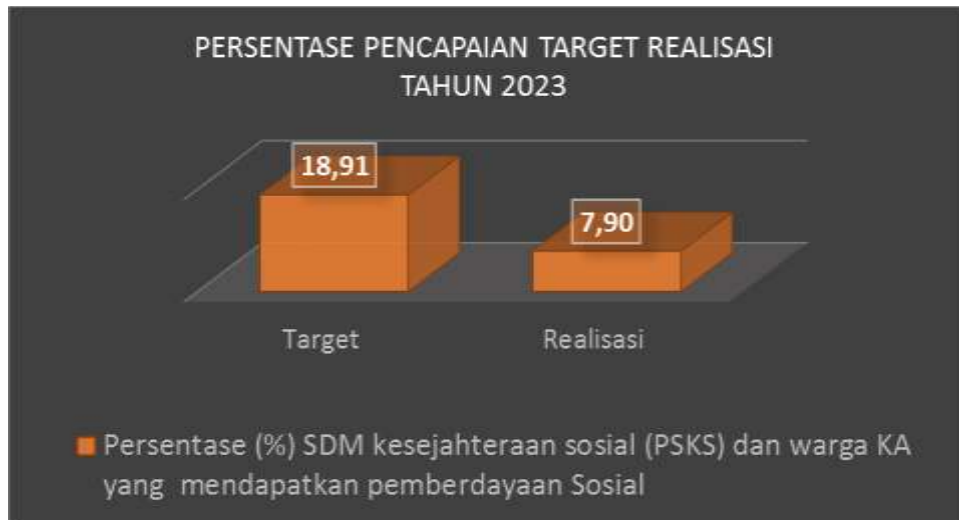 PERSENTASE PENCAPAIAN TARGET REALISASI
TAHUN 2023
18,91
7,90
Target
Realisasi
Persentase (%) SDM kesejahteraan sosial (PSKS) dan warga KA
yang mendapatkan pemberdayaan Sosial